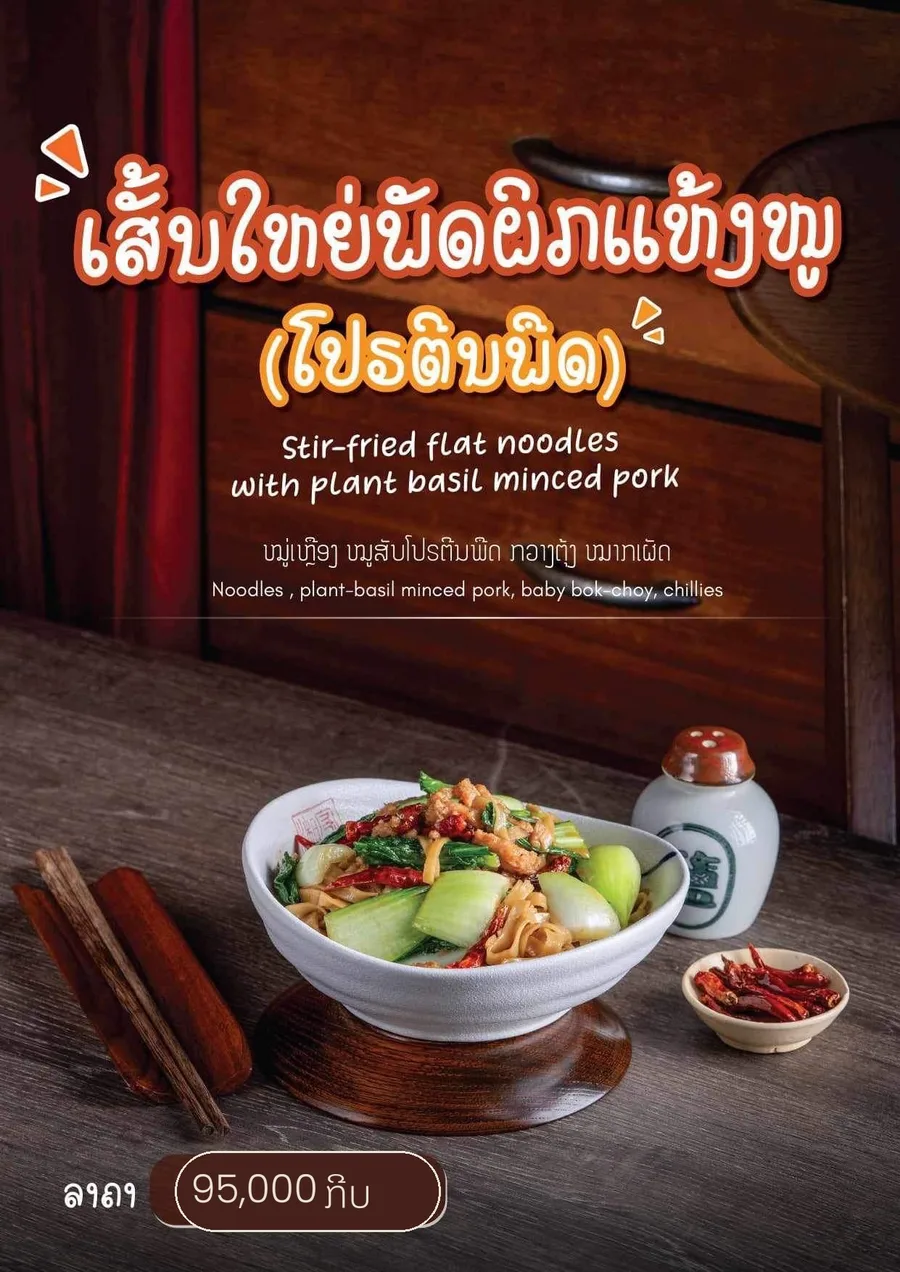 ເສັ້ນໃຫຍ່ພັດຜິກແຫ້ງໝູ
(ໂປຣຕີນພືດ)
Stir-fried flat noodles
with plant basil minced pork
ໝູ່ເຫຼືອງ ໝູສັບໂປຣຕີນພືດ ກວາງຕຸ້ງ ໝາກເຜັດ
Noodles , plant-basil minced pork, baby bok-choy, chillies
ລາຄາ 95,000 ກີບ